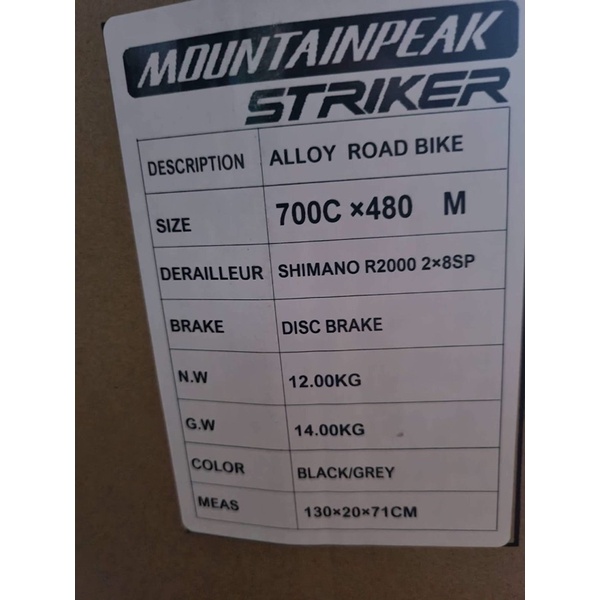 MOUNTAINPEAK
STRIKER
DESCRIPTION ALLOY ROAD BIKE
SIZE 700C ×480 M
DERAILLEUR SHIMANO R2000 2×8SP
BRAKE DISC BRAKE
N.W 12.00KG
G.W 14.00KG
COLOR BLACK/GREY
MEAS 130×20×71CM